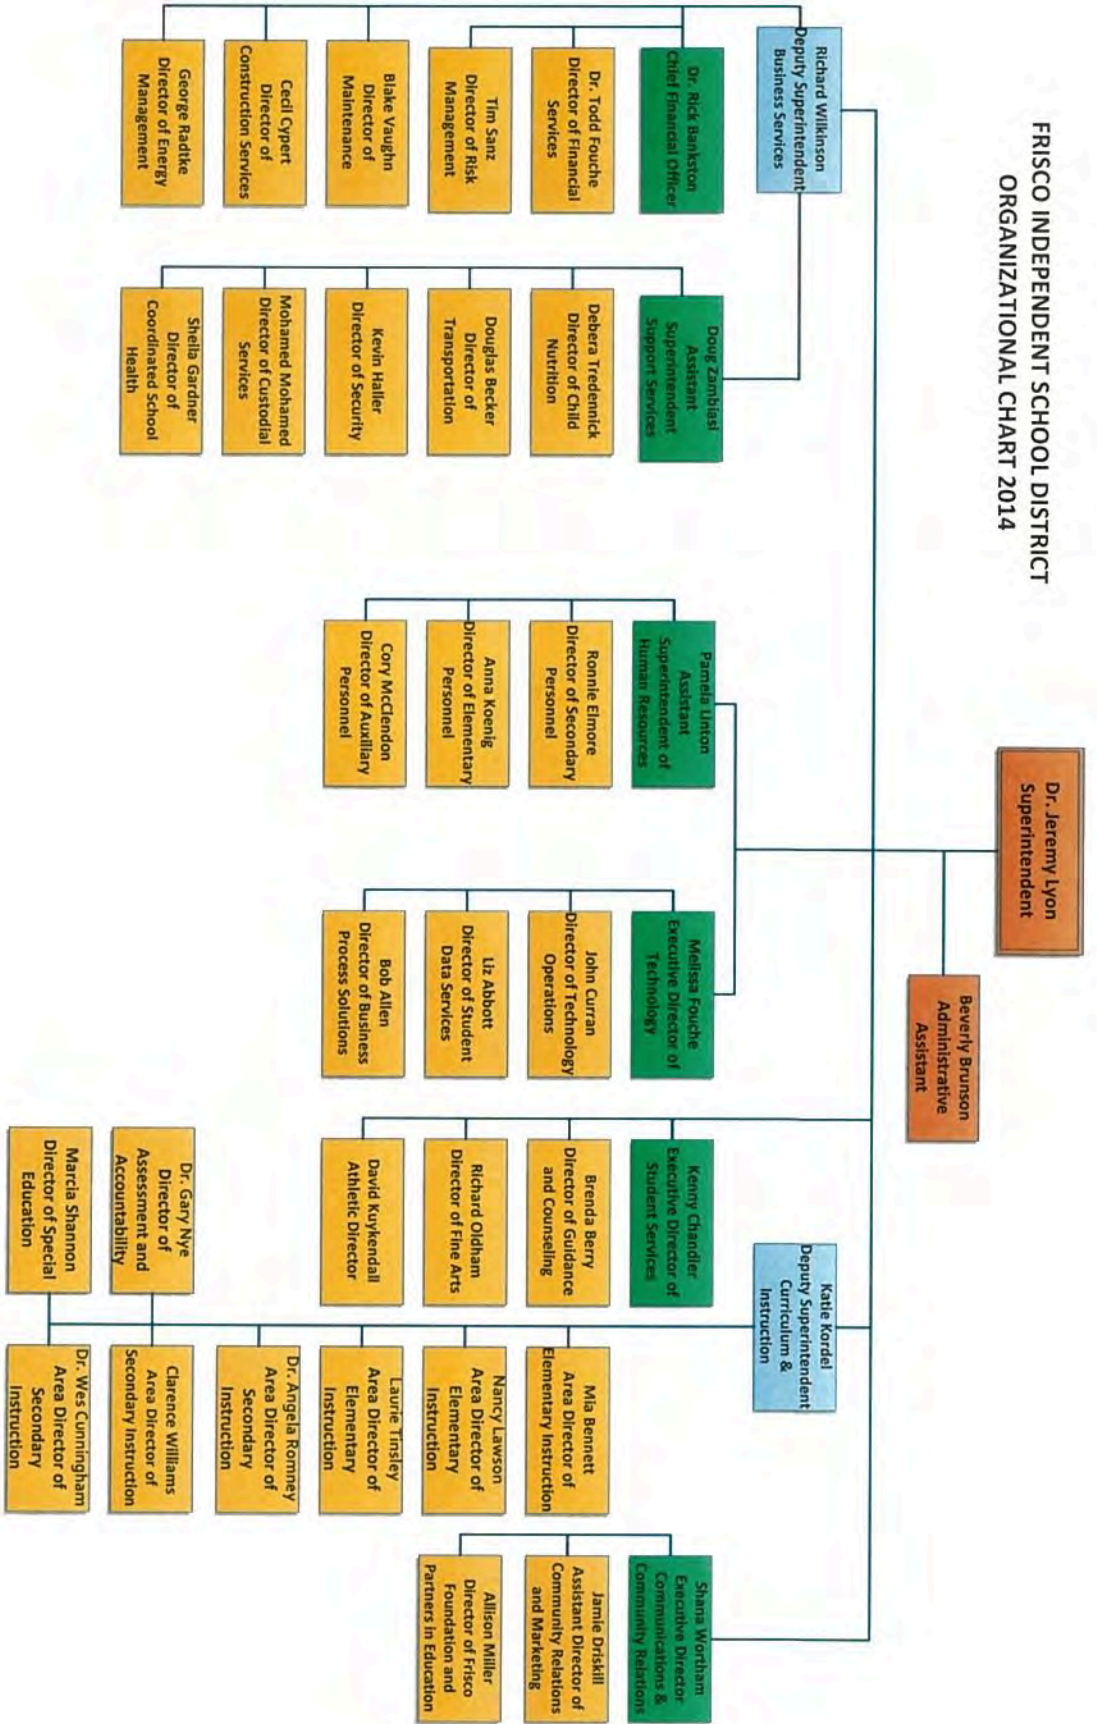 FRISCO INDEPENDENT SCHOOL DISTRICT
ORGANIZATIONAL CHART 2014
Dr. Jeremy Lyon
Superintendent
Beverly Brunson
Administrative
Assistant
Richard Wilkinson
Deputy Superintendent
Business Services
Dr. Rick Bankston
Chief Financial Officer
Dr. Todd Fouche
Director of Financial
Services
Tim Sanz
Director of Risk
Management
Blake Vaughn
Director of
Maintenance
Cecil Cypert
Director of
Construction Services
George Radtke
Director of Energy
Management
Doug Zambiasi
Assistant
Superintendent
Support Services
Debera Tredennick
Director of Child
Nutrition
Douglas Becker
Director of
Transportation
Kevin Haller
Director of Security
Mohamed Mohamed
Director of Custodial
Services
Sheila Gardner
Director of
Coordinated School
Health
Pamela Linton
Assistant
Superintendent of
Human Resources
Ronnie Elmore
Director of Secondary
Personnel
Anna Koenig
Director of Elementary
Personnel
Cory McClendon
Director of Auxiliary
Personnel
Melissa Fouche
Executive Director of
Technology
John Curran
Director of Technology
Operations
Liz Abbott
Director of Student
Data Services
Bob Allen
Director of Business
Process Solutions
Kenny Chandler
Executive Director of
Student Services
Brenda Berry
Director of Guidance
and Counseling
Richard Oldham
Director of Fine Arts
David Kuykendall
Athletic Director
Katie Kordel
Deputy Superintendent
Curriculum &
Instruction
Mia Bennett
Area Director of
Elementary Instruction
Nancy Lawson
Area Director of
Elementary
Instruction
Laurie Tinsley
Area Director of
Elementary
Instruction
Dr. Angela Romney
Area Director of
Secondary
Instruction
Dr. Gary Nye
Director of
Assessment and
Accountability
Clarence Williams
Area Director of
Secondary Instruction
Marcia Shannon
Director of Special
Education
Dr. Wes Cunningham
Area Director of
Secondary
Instruction
Shana Wortham
Executive Director
Communications &
Community Relations
Jamie Driskill
Assistant Director of
Community Relations
and Marketing
Allison Miller
Director of Frisco
Foundation and
Partners in Education